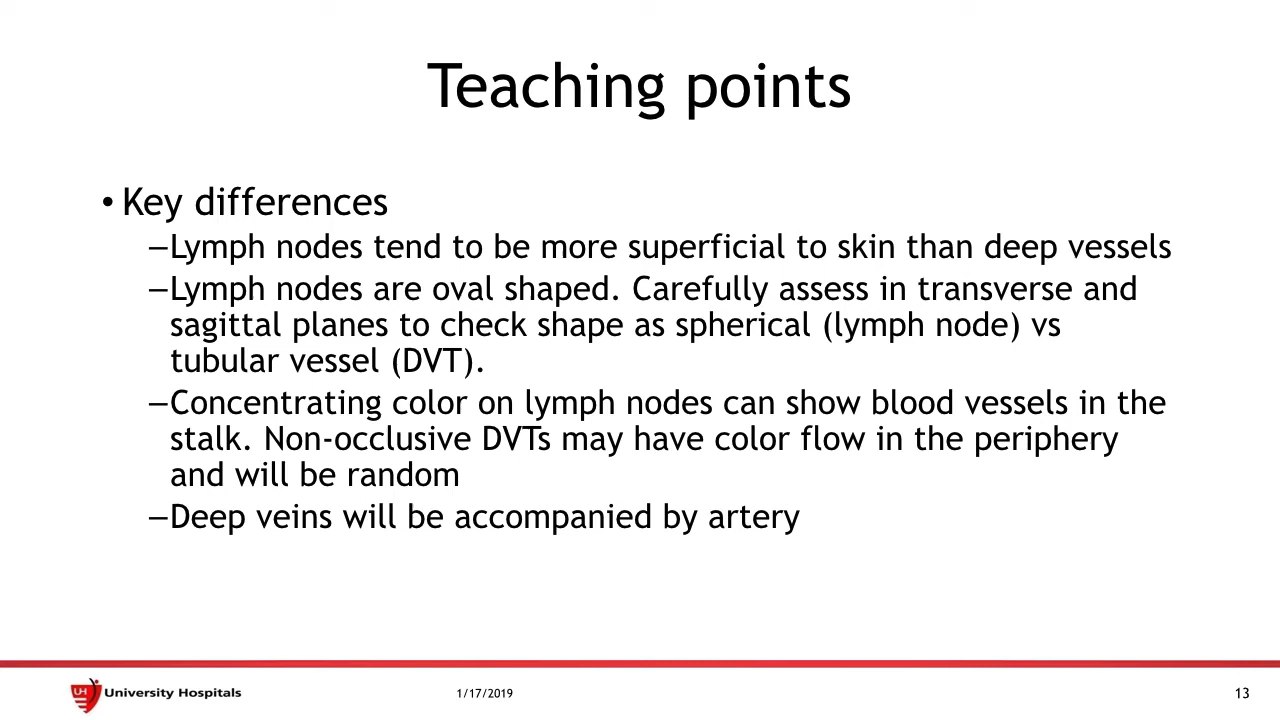 Teaching points
• Key differences
–Lymph nodes tend to be more superficial to skin than deep vessels
–Lymph nodes are oval shaped. Carefully assess in transverse and
sagittal planes to check shape as spherical (lymph node) vs
tubular vessel (DVT).
–Concentrating color on lymph nodes can show blood vessels in the
stalk. Non-occlusive DVTs may have color flow in the periphery
and will be random
–Deep veins will be accompanied by artery
UH University Hospitals
1/17/2019
13